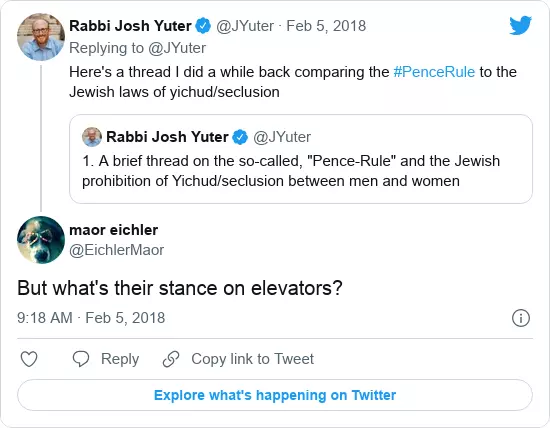 Rabbi Josh Yuter @JYuter · Feb 5, 2018
Replying to @JYuter
Here's a thread I did a while back comparing the #PenceRule to the
Jewish laws of yichud/seclusion
Rabbi Josh Yuter @JYuter
1. A brief thread on the so-called, "Pence-Rule" and the Jewish
prohibition of Yichud/seclusion between men and women
maor eichler
@EichlerMaor
But what's their stance on elevators?
9:18 AM · Feb 5, 2018
Reply Copy link to Tweet
Explore what's happening on Twitter